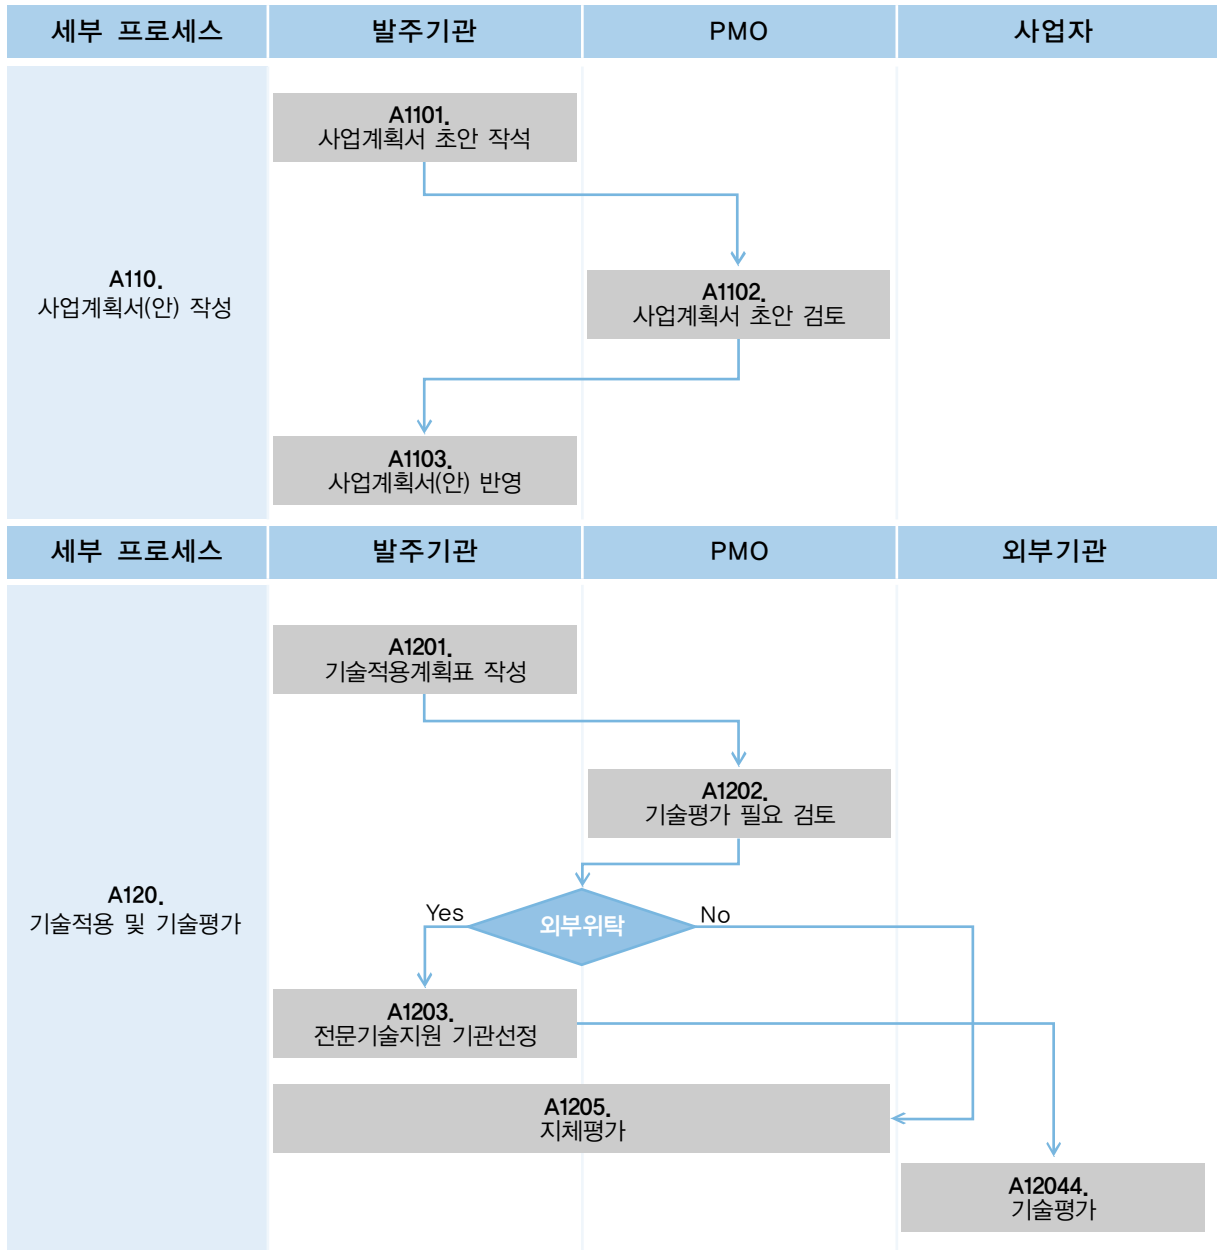 세부 프로세스 발주기관 PMO 사업자
A1101.
사업계획서 초안 작석
A110.
사업계획서(안) 작성
A1102.
사업계획서 초안 검토
A1103.
사업계획서(안) 반영
세부 프로세스 발주기관 PMO 외부기관
A1201.
기술적용계획표 작성
A1202.
기술평가 필요 검토
A120.
기술적용 및 기술평가
Yes 외부위탁 No
A1203.
전문기술지원 기관선정
A1205.
지체평가
A12044.
기술평가